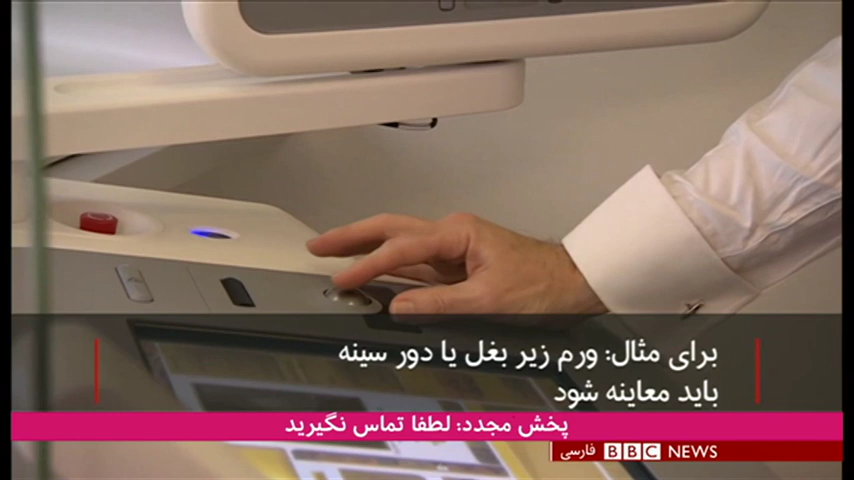 برای مثال: ورم زیر بغل یا دور سینه
باید معاینه شود
پخش مجدد: لطفا تماس نگیرید
BBC NEWS فارسی